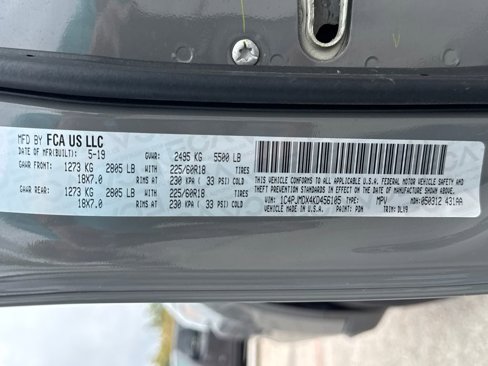 MFD BY FCA US LLC
DATE OF MFR(BUILT): 5-19 GVWR: 2495 KG 5500 LB
GAWR FRONT: 1273 KG 2805 LB WITH 225/60R18 TIRES
18X7.0 RIMS AT 230 KPA ( 33 PSI) COLD
GAWR REAR: 1273 KG 2805 LB WITH 225/60R18 TIRES
18X7.0 RIMS AT 230 KPA ( 33 PSI) COLD
THIS VEHICLE CONFORMS TO ALL APPLICABLE U.S.A. FEDERAL MOTOR VEHICLE SAFETY, BUMPER, AND
THEFT PREVENTION STANDARDS IN EFFECT ON THE DATE OF MANUFACTURE SHOWN ABOVE.
VIN: 1C4PJMDX4KD456105 TYPE: MPV MDH: 050312 431AA
VEHICLE MADE IN U.S.A. PAINT: PDN TRIM: DLX9